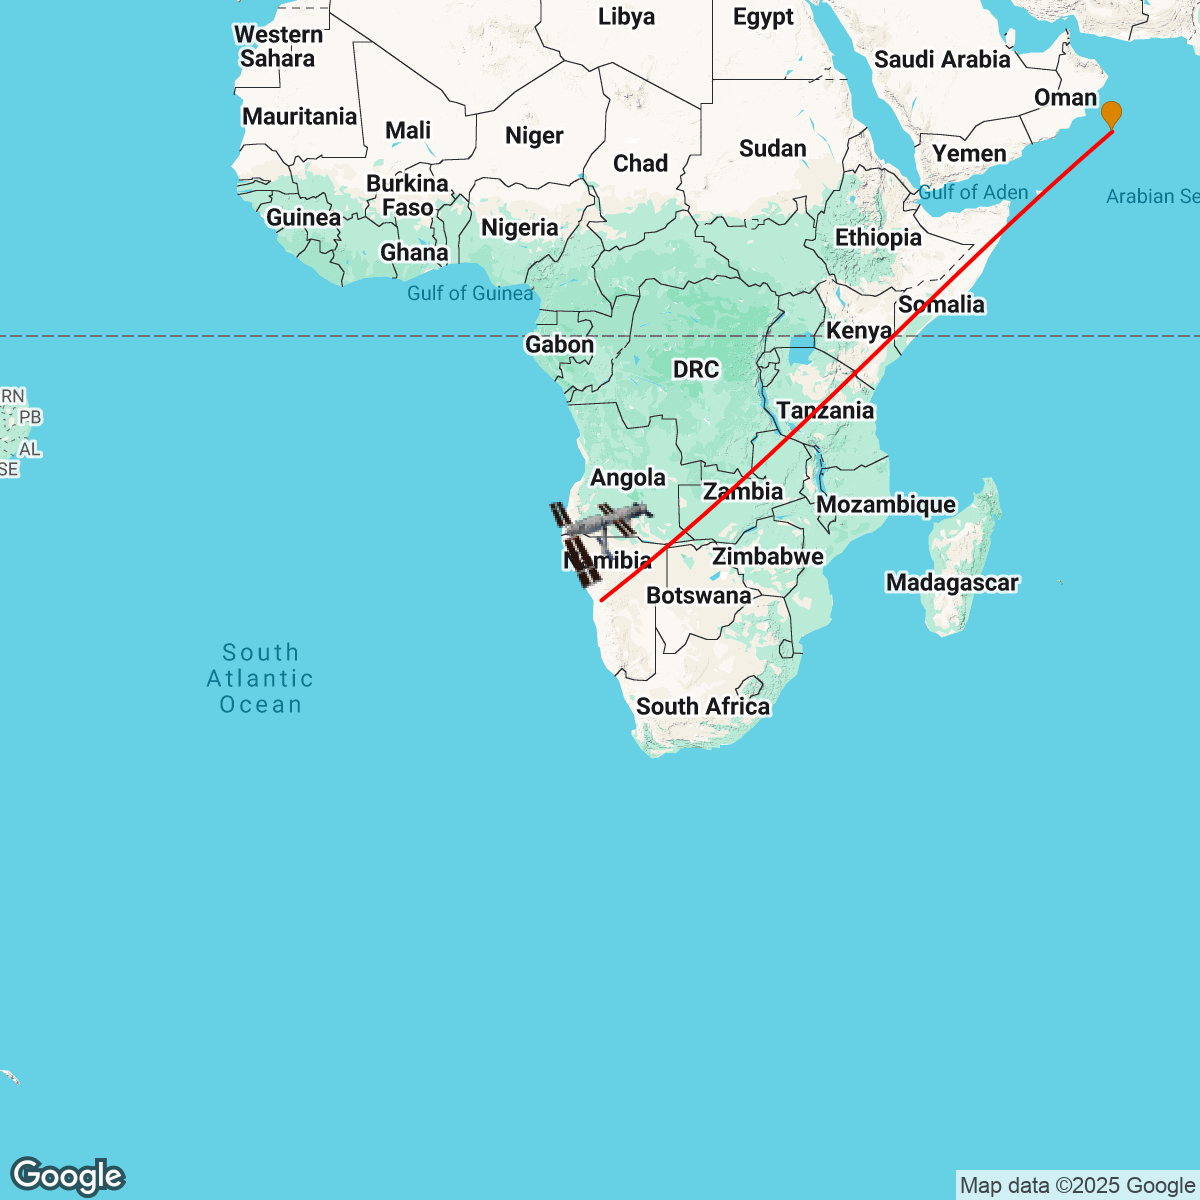 Libya
Egypt
Western
Sahara
Saudi Arabia
Oman
Mauritania
Mali
Niger
Chad
Sudan
Yemen
Burkina
Faso
Gulf of Aden
Arabian Se
Guinea
Nigeria
Ethiopia
Ghana
Gulf of Guinea
Somalia
Kenya
Gabon
DRC
RN
PB
AL
SE
Tanzania
Angola
Zambia
Mozambique
Namibia
Zimbabwe
Botswana
Madagascar
South
Atlantic
Ocean
South Africa
Google
Map data ©2025 Google